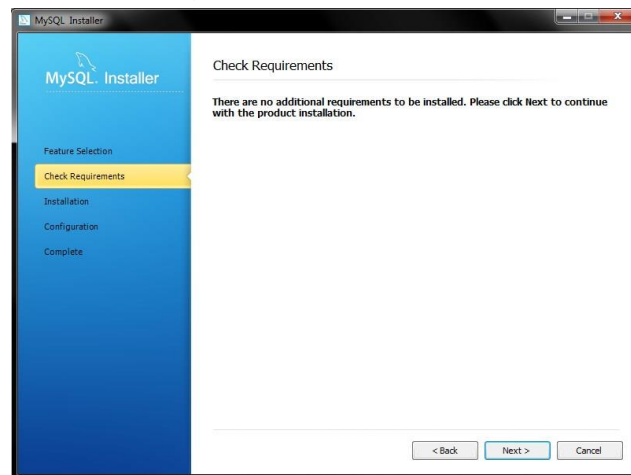 MySQL Installer
MySQL. Installer
Feature Selection
Check Requirements
Installation
Configuration
Complete
Check Requirements
There are no additional requirements to be installed. Please click Next to continue
with the product installation.
< Back
Next >
Cancel